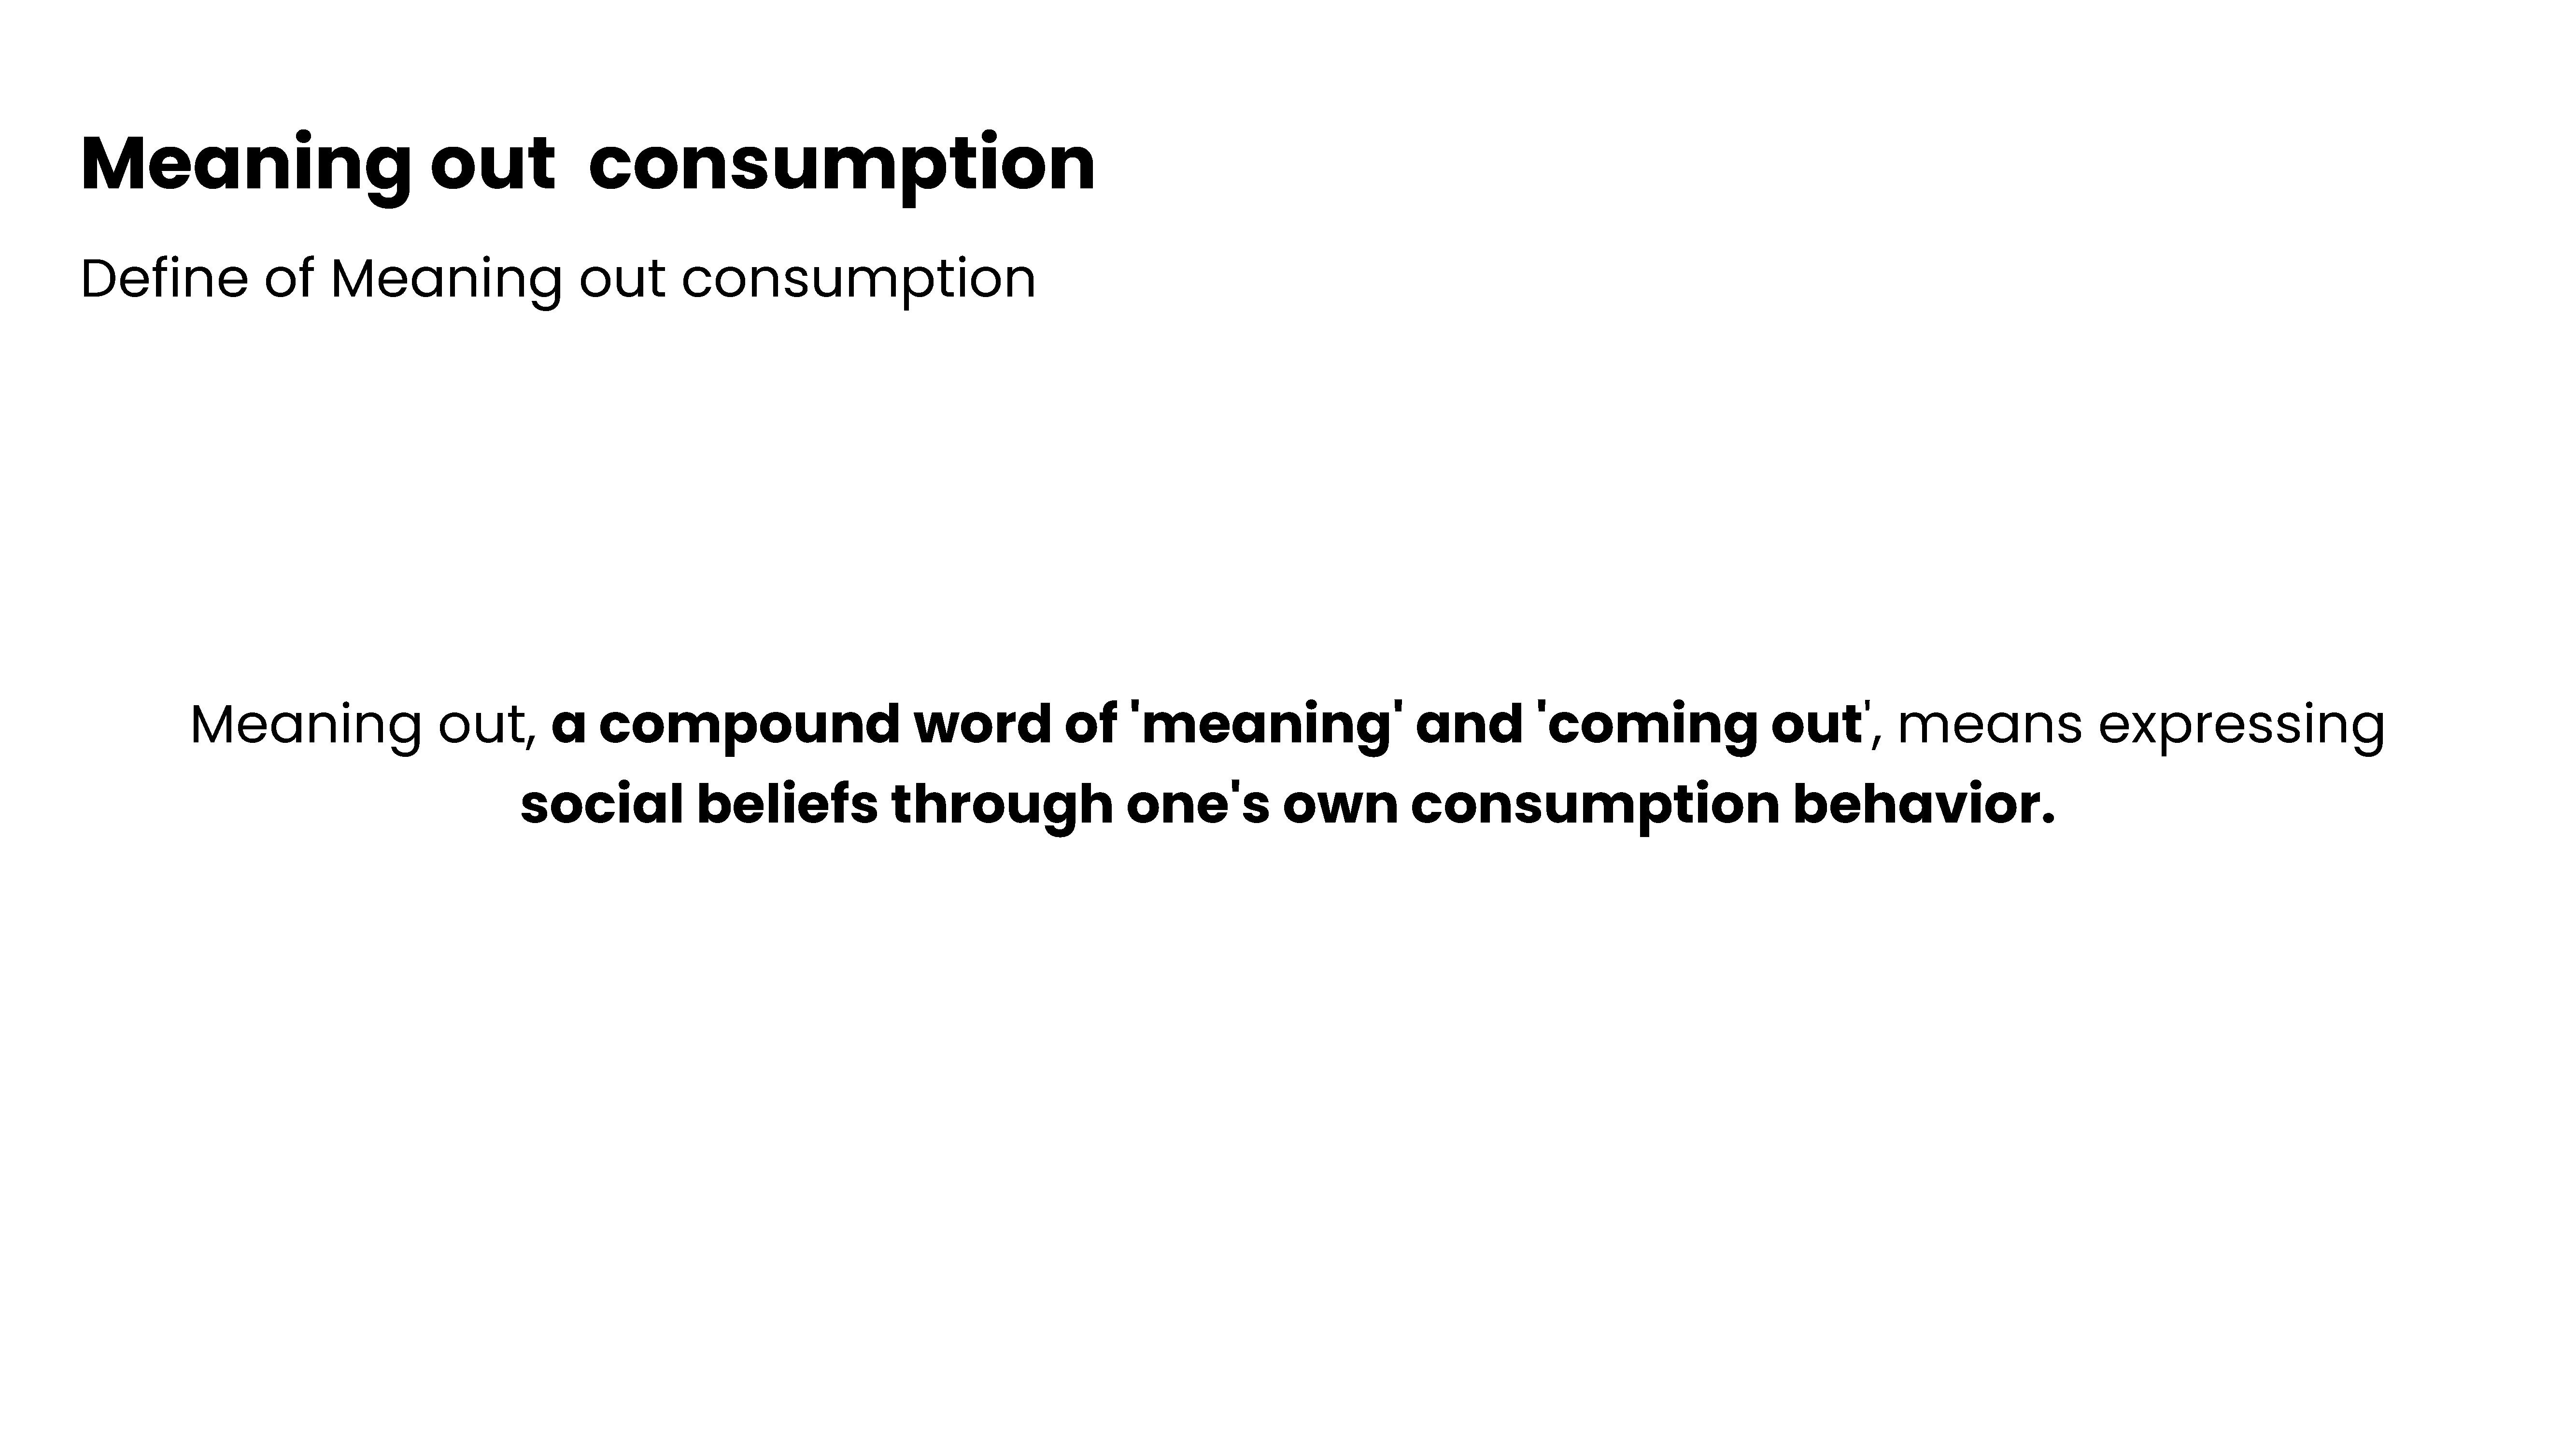 Meaning out  consumption
Define of Meaning out consumption
Meaning out, a compound word of 'meaning' and 'coming out', means expressing
social beliefs through one's own consumption behavior.